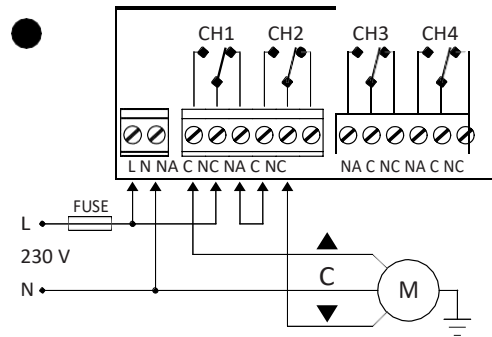 CH1 CH2 CH3 CH4
L N NA C NC NA C NC
NA C NC NA C NC
FUSE
L
230 V
C
M
N